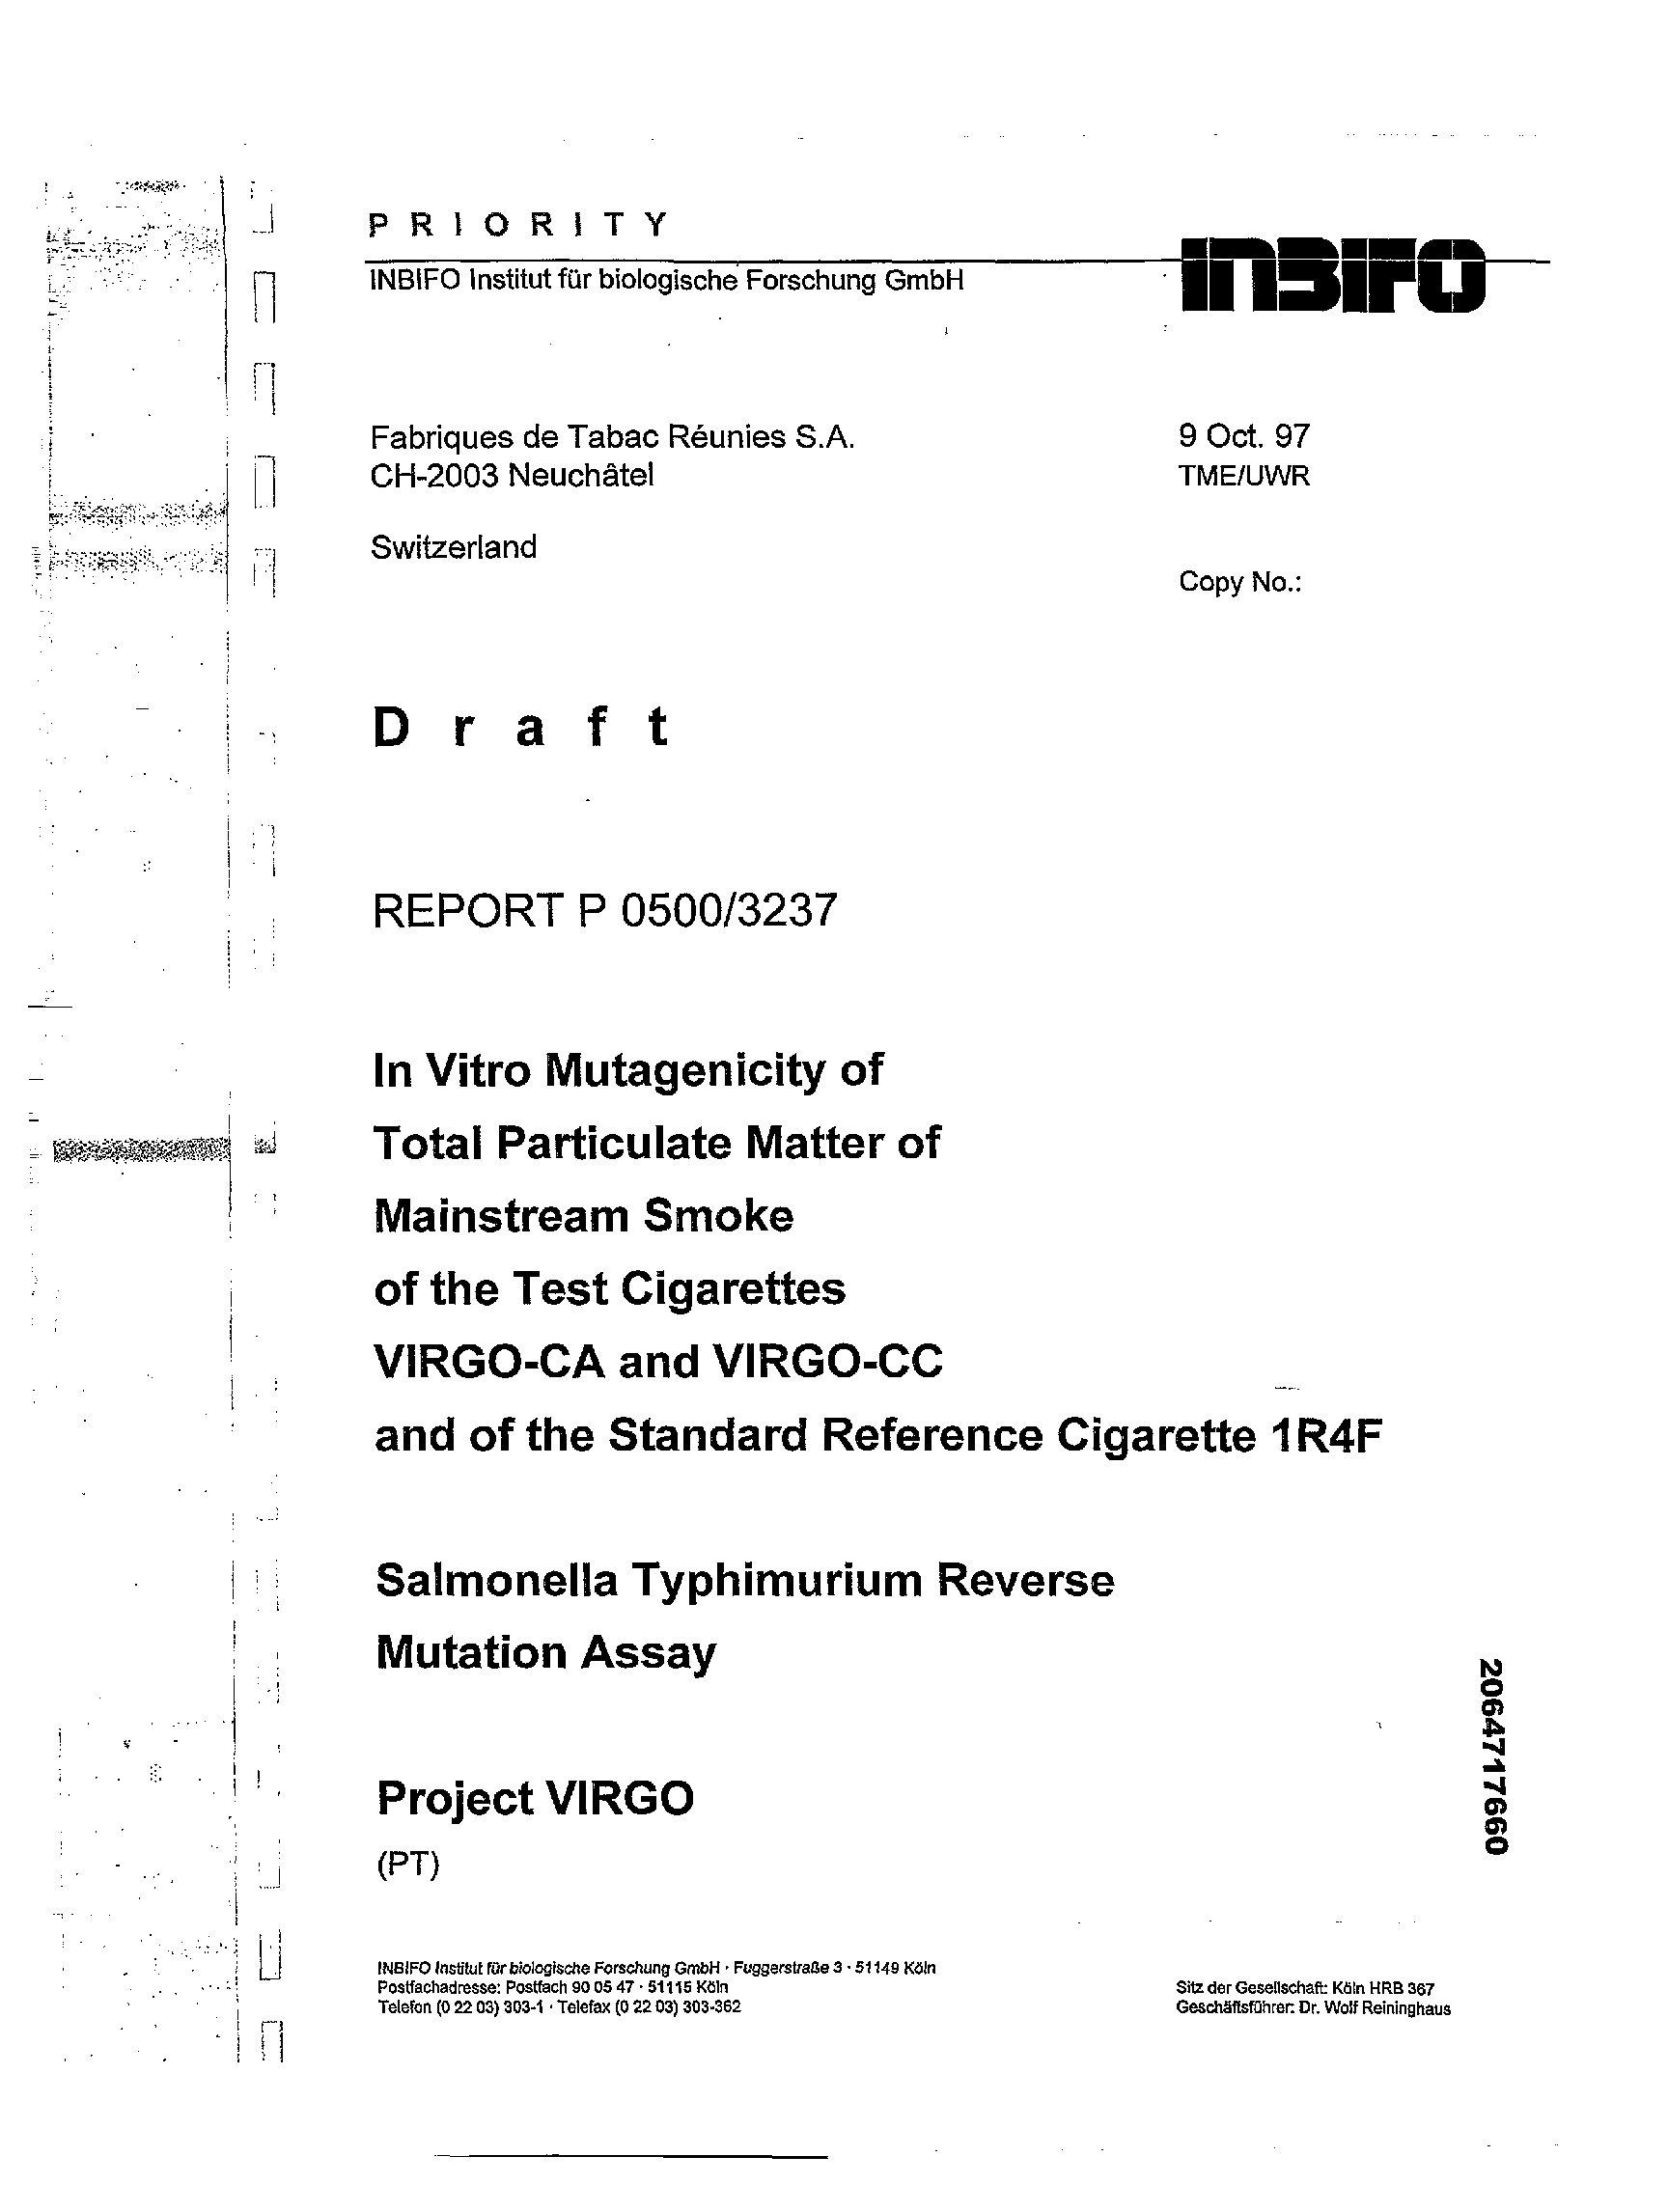 P R I O R I T Y
INBIFO
INBIFO Institut für biologische Forschung GmbH
Fabriques de Tabac Réunies S.A.
9 Oct. 97
CH-2003 Neuchâtel
TME/UWR
Switzerland
Copy No.:
D r a f t
REPORT P 0500/3237
In Vitro Mutagenicity of
Total Particulate Matter of
Mainstream Smoke
of the Test Cigarettes
VIRGO-CA and VIRGO-CC
and of the Standard Reference Cigarette 1R4F
Salmonella Typhimurium Reverse
Mutation Assay
Project VIRGO
(PT)
2064717660
INBIFO Institut für biologische Forschung GmbH · Fuggerstraße 3 · 51149 Köln
Postfachadresse: Postfach 90 05 47 · 51115 Köln
Telefon (0 22 03) 303-1 · Telefax (0 22 03) 303-362
Sitz der Gesellschaft: Köln HRB 367
Geschäftsführer: Dr. Wolf Reininghaus